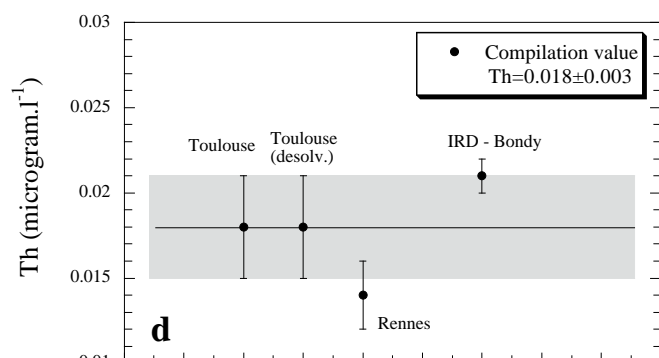 0.03
Compilation value
Th=0.018±0.003
0.025
Toulouse
Toulouse
(desolv.)
IRD - Bondy
Th (microgram.l⁻¹)
0.02
0.015
Rennes
d